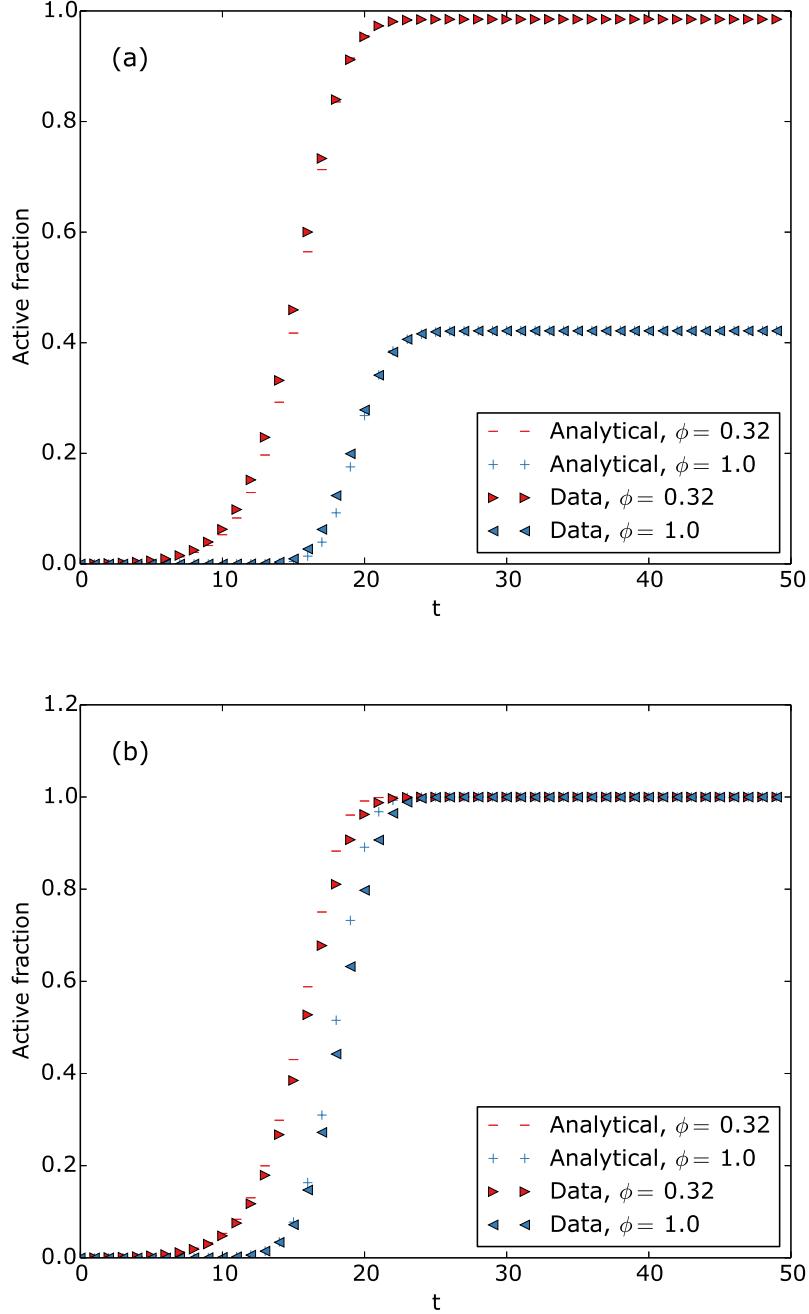 1.0
(a)
0.8
0.6
Active fraction
0.4
Analytical, ϕ = 0.32
Analytical, ϕ = 1.0
0.2
Data, ϕ = 0.32
Data, ϕ = 1.0
0.0
0 10 20 30 40 50
t
1.2
(b)
1.0
0.8
Active fraction
0.6
0.4
Analytical, ϕ = 0.32
Analytical, ϕ = 1.0
0.2
Data, ϕ = 0.32
Data, ϕ = 1.0
0.0
0 10 20 30 40 50
t